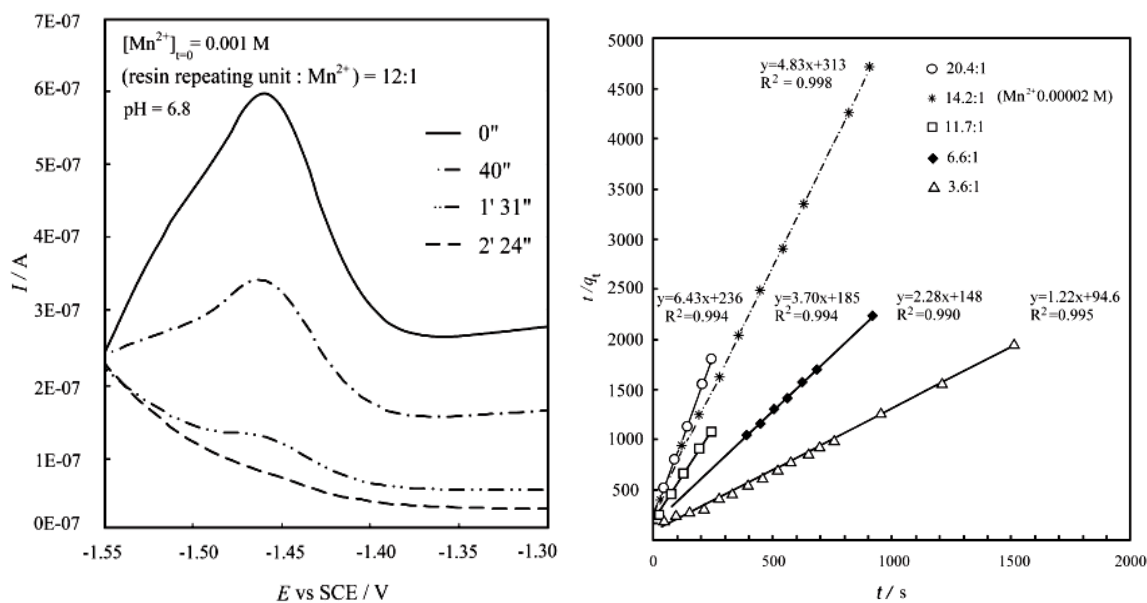 7E-07
6E-07
5E-07
4E-07
3E-07
2E-07
1E-07
0E-07
I / A
[Mn²⁺]ₜ₌₀ = 0.001 M
(resin repeating unit : Mn²⁺) = 12:1
pH = 6.8
0"
40"
1' 31"
2' 24"
-1.55
-1.50
-1.45
-1.40
-1.35
-1.30
E vs SCE / V
5000
4500
4000
3500
3000
2500
2000
1500
1000
500
t/qₜ
y=4.83x+313
R² = 0.998
20.4:1
14.2:1 (Mn²⁺0.00002 M)
11.7:1
6.6:1
3.6:1
y=6.43x+236
R²=0.994
y=3.70x+185
R²=0.994
y=2.28x+148
R²=0.990
y=1.22x+94.6
R²=0.995
0
500
1000
1500
2000
t / s